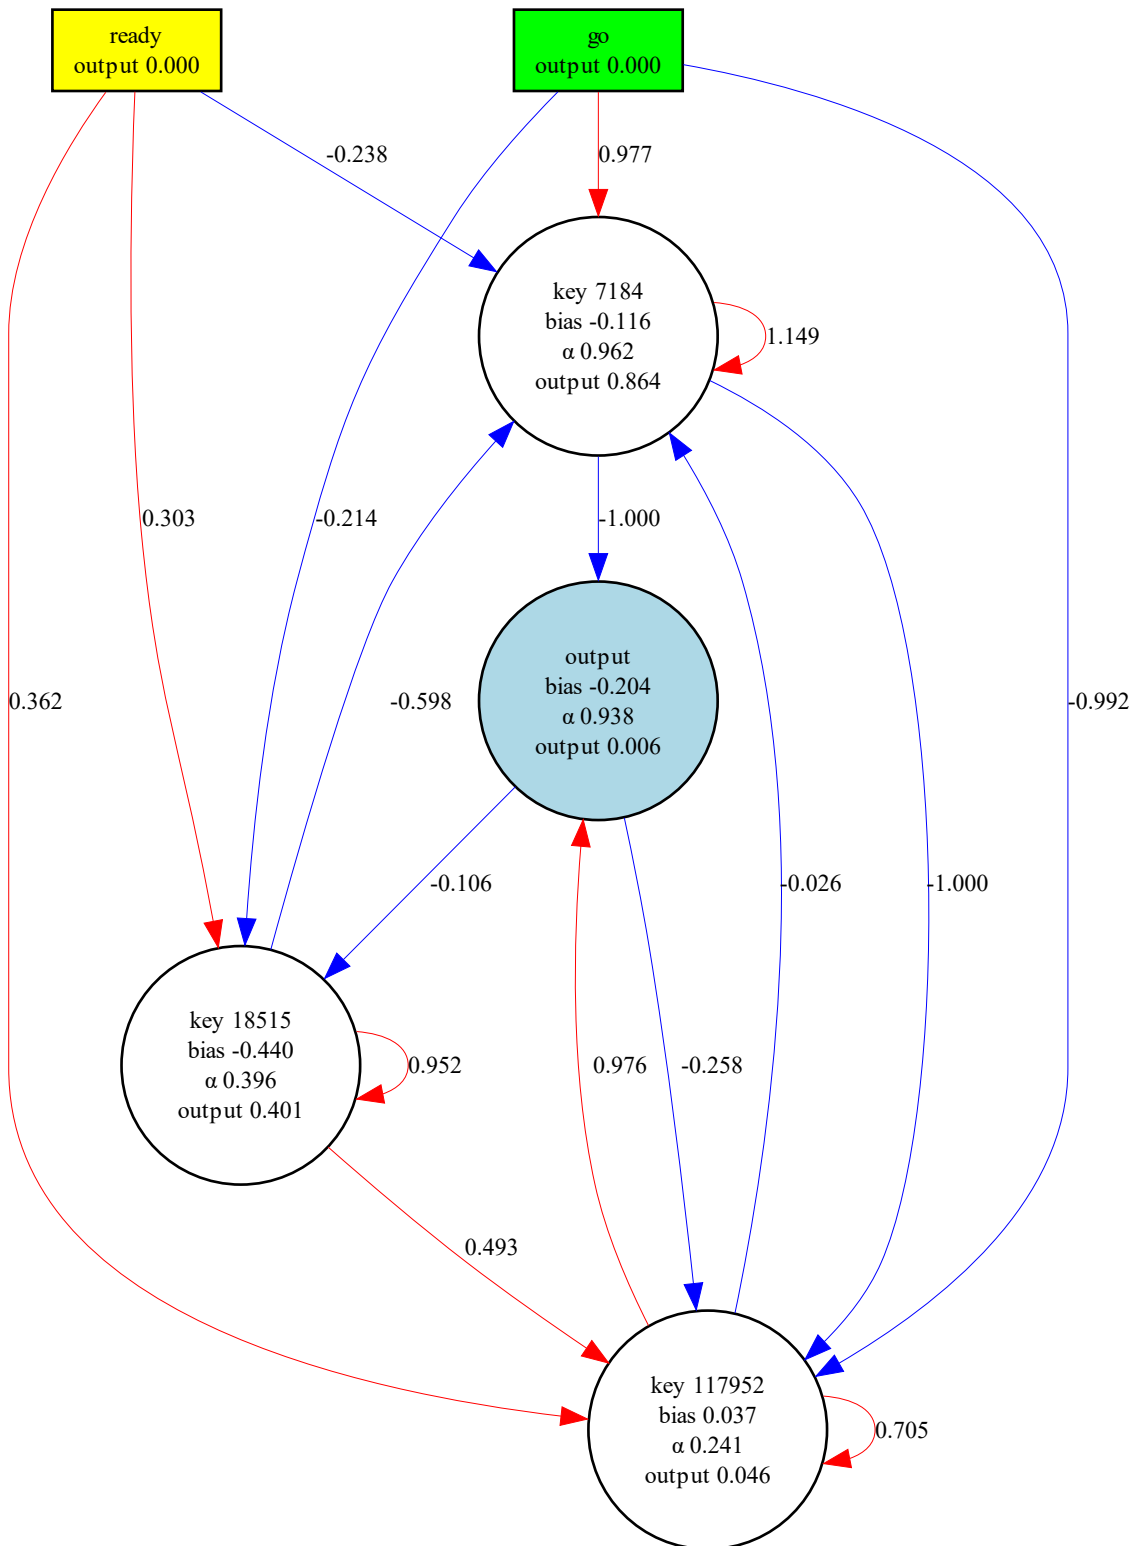 ready
output 0.000
go
output 0.000
-0.238
0.977
key 7184
bias -0.116
α 0.962
output 0.864
1.149
0.303
-0.214
-1.000
output
bias -0.204
α 0.938
output 0.006
0.362
-0.598
-0.992
-0.106
-0.026
-1.000
key 18515
bias -0.440
α 0.396
output 0.401
0.952
0.976
-0.258
0.493
key 117952
bias 0.037
α 0.241
output 0.046
0.705